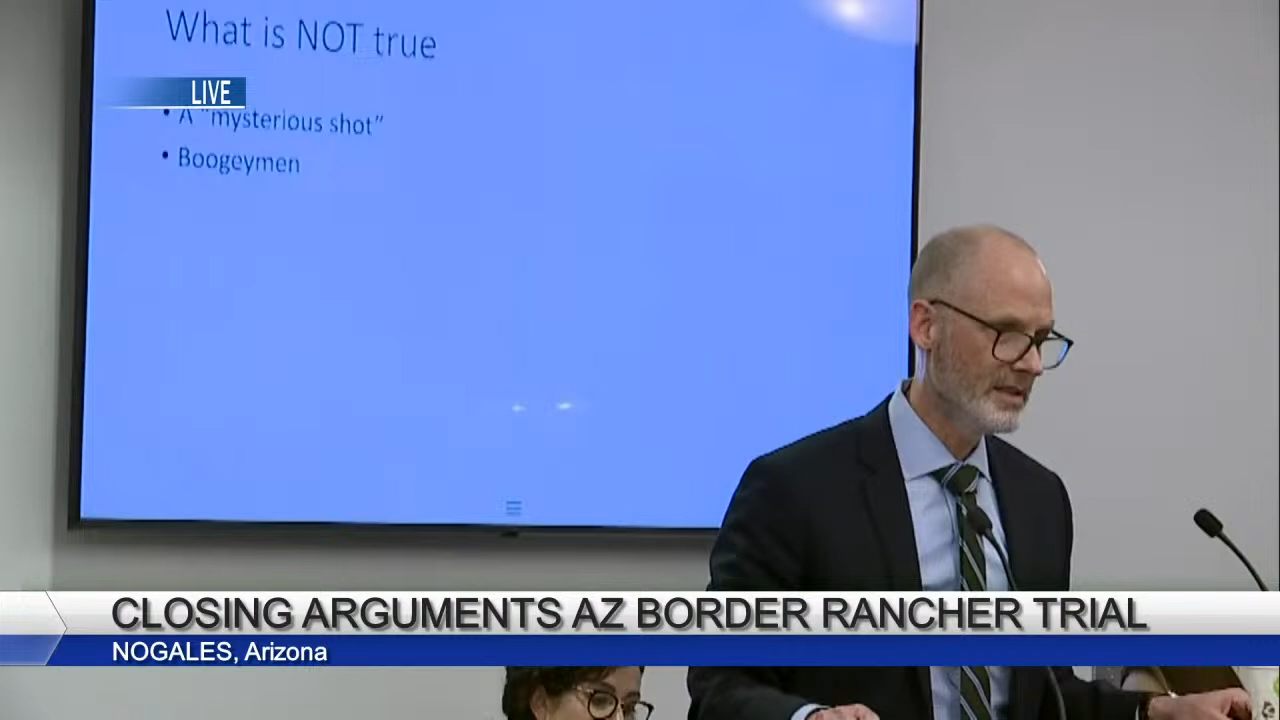 What is NOT true
LIVE
• A "mysterious shot"
• Boogeymen
CLOSING ARGUMENTS AZ BORDER RANCHER TRIAL
NOGALES, Arizona